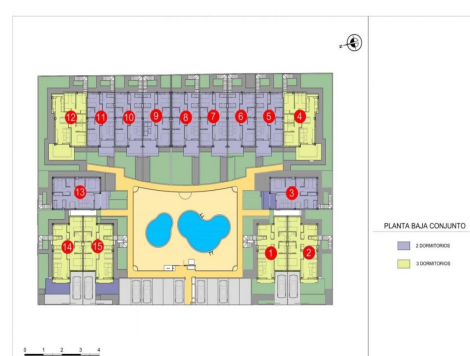 12 11 10 9 8 7 6 5 4
13 3
14 15 1 2
PLANTA BAJA CONJUNTO
2 DORMITORIOS
3 DORMITORIOS
0 1 2 3 4